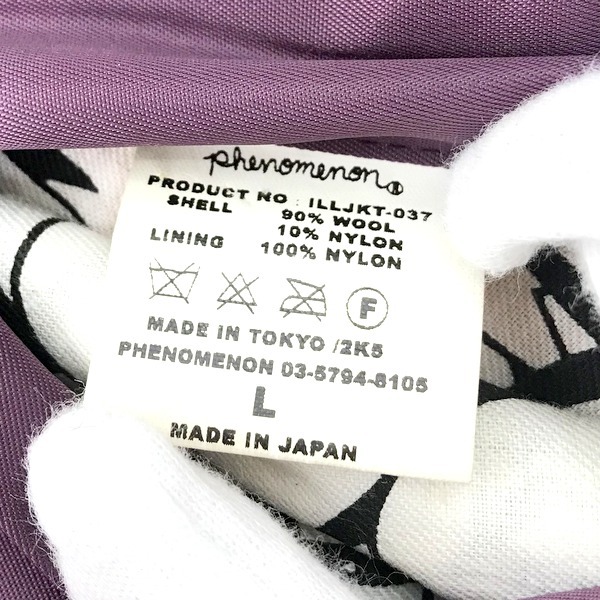 phenomenon®
PRODUCT NO : ILLJKT-037
SHELL 90% WOOL
10% NYLON
LINING 100% NYLON
F
MADE IN TOKYO /2K5
PHENOMENON 03-5794-8105
L
MADE IN JAPAN